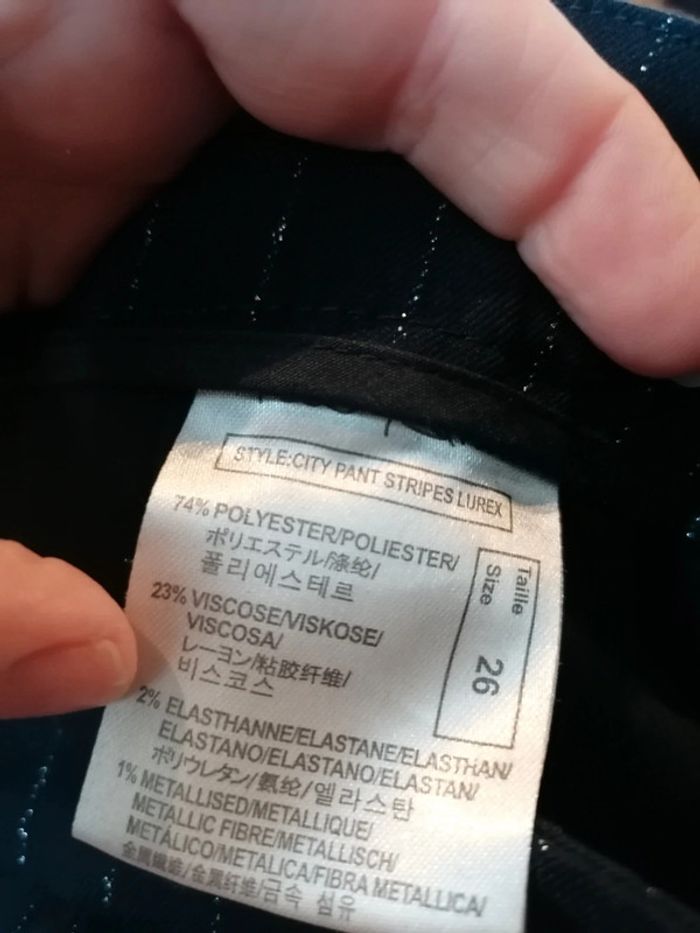 STYLE:CITY PANT STRIPES LUREX
74% POLYESTER/POLIESTER/
ポリエステル/涤纶/
폴리에스테르
23% VISCOSE/VISKOSE/
VISCOSA/
レーヨン/粘胶纤维/
비스코스
2% ELASTHANNE/ELASTANE/ELASTHAN/
ELASTANO/ELASTANO/ELASTAN/
ポリウレタン/氨纶/엘라스탄
1% METALLISED/METALLIQUE/
METALLIC FIBRE/METALLISCH/
METÁLICO/METALICA/FIBRA METALLICA/
金属繊維/金属纤维/금속 섬유
Taille
Size
26